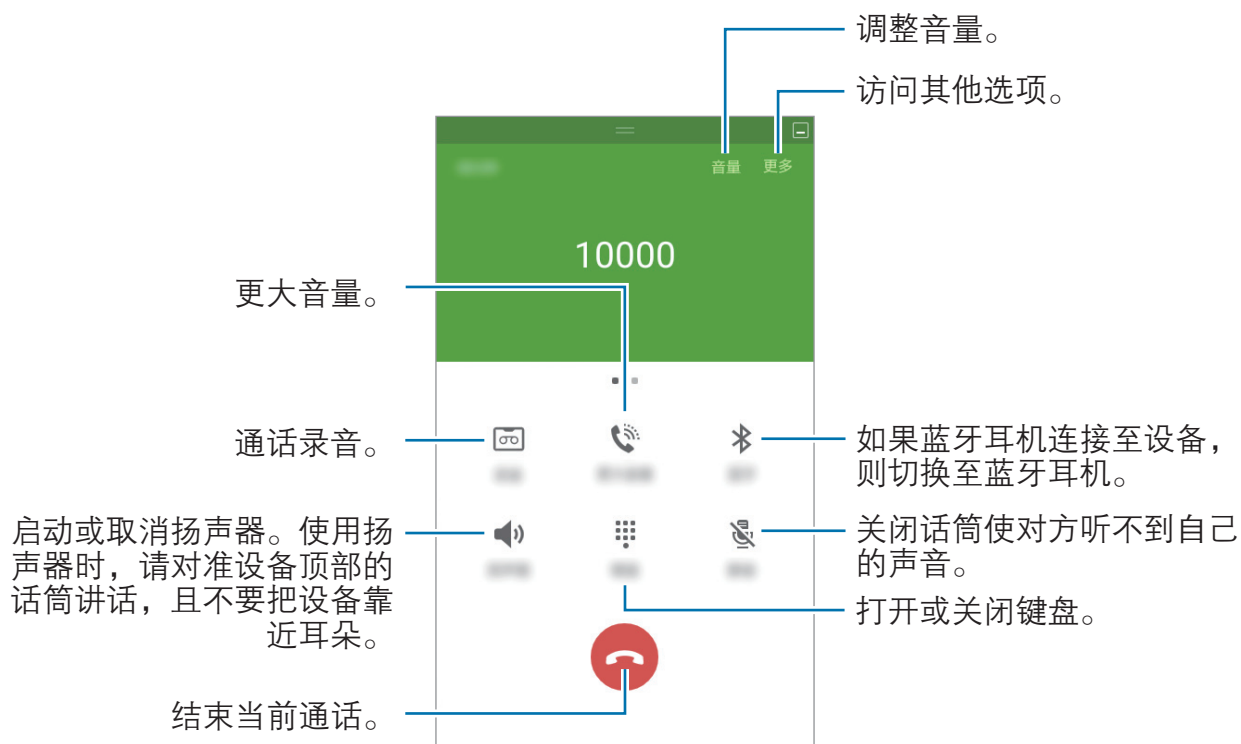 调整音量。
访问其他选项。
音量 更多
10000
更大音量。
通话录音。
如果蓝牙耳机连接至设备，
则切换至蓝牙耳机。
启动或取消扬声器。使用扬
声器时，请对准设备顶部的
话筒讲话，且不要把设备靠
近耳朵。
关闭话筒使对方听不到自己
的声音。
打开或关闭键盘。
结束当前通话。